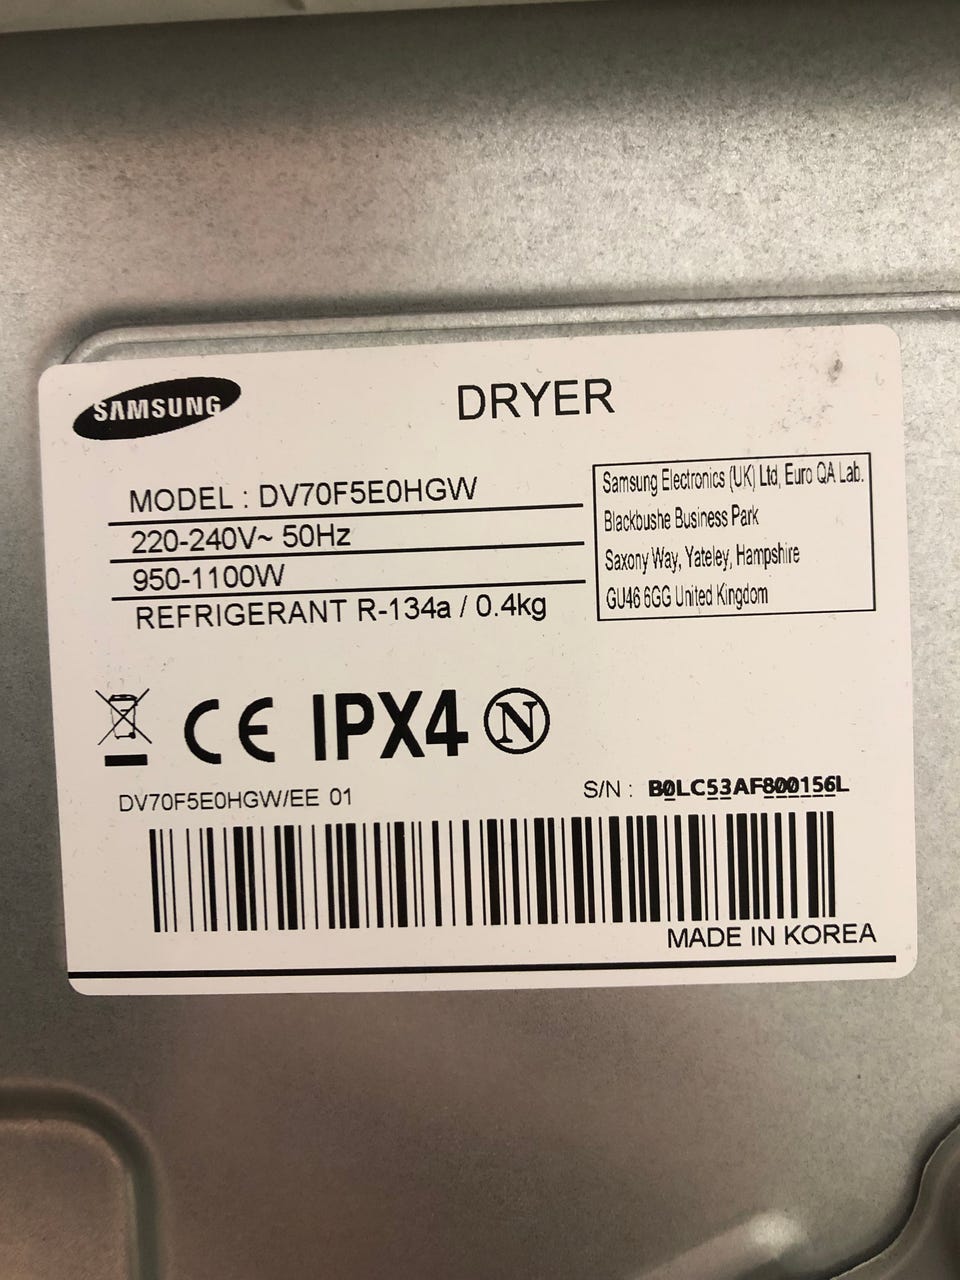 SAMSUNG
DRYER
MODEL : DV70F5E0HGW
220-240V~ 50Hz
950-1100W
REFRIGERANT R-134a / 0.4kg
Samsung Electronics (UK) Ltd, Euro QA Lab.
Blackbushe Business Park
Saxony Way, Yateley, Hampshire
GU46 6GG United Kingdom
CE IPX4 N
DV70F5E0HGW/EE 01
S/N : B0LC53AF800156L
MADE IN KOREA